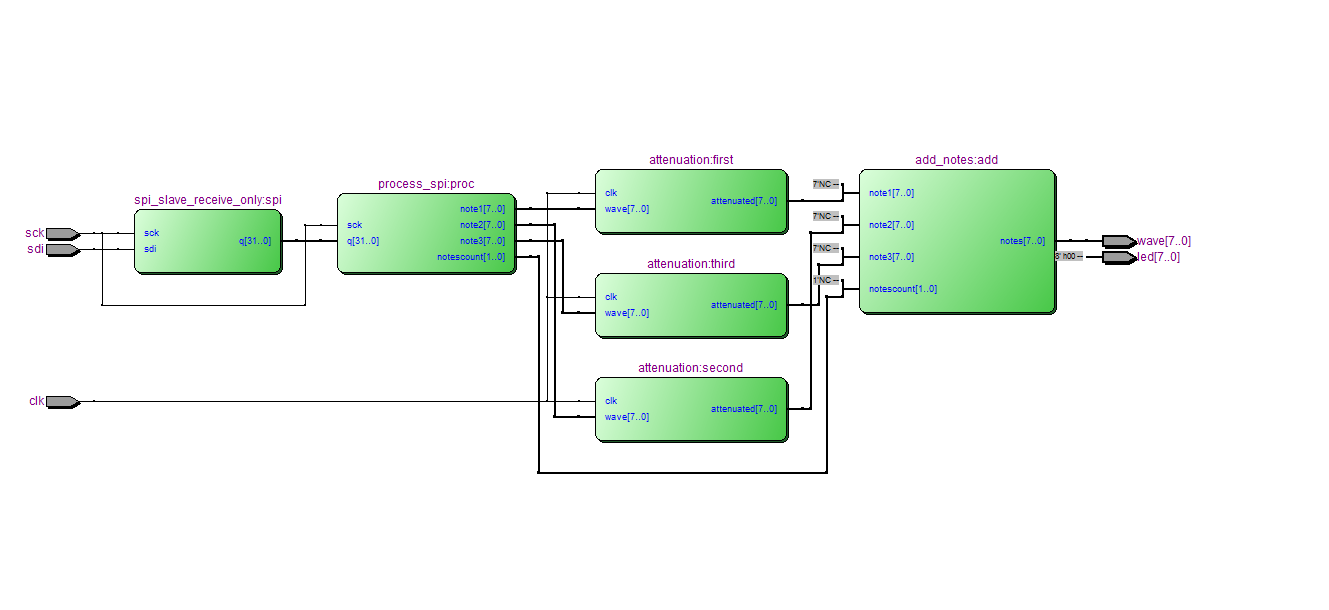 spi_slave_receive_only:spi
sck
sdi
q[31..0]
process_spi:proc
sck
q[31..0]
note1[7..0]
note2[7..0]
note3[7..0]
notescount[1..0]
attenuation:first
clk
wave[7..0]
attenuated[7..0]
attenuation:third
clk
wave[7..0]
attenuated[7..0]
attenuation:second
clk
wave[7..0]
attenuated[7..0]
add_notes:add
7'NC --
note1[7..0]
7'NC --
note2[7..0]
7'NC --
note3[7..0]
1'NC --
notescount[1..0]
notes[7..0]
8' h00 --
sck
sdi
clk
wave[7..0]
led[7..0]